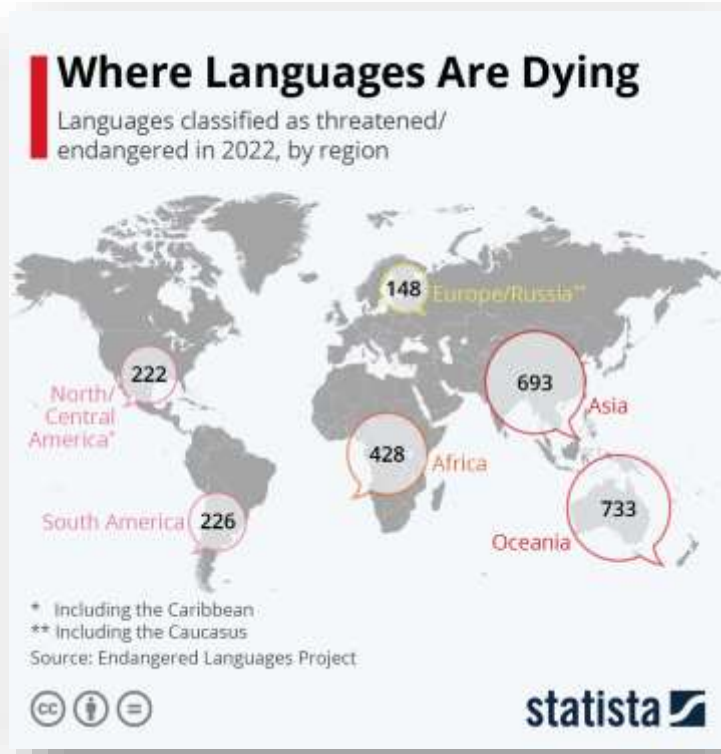 Where Languages Are Dying
Languages classified as threatened/
endangered in 2022, by region
148
Europe/Russia**
222
North/
Central
America*
693
Asia
428
Africa
South America
226
733
Oceania
* Including the Caribbean
** Including the Caucasus
Source: Endangered Languages Project
cc
statista